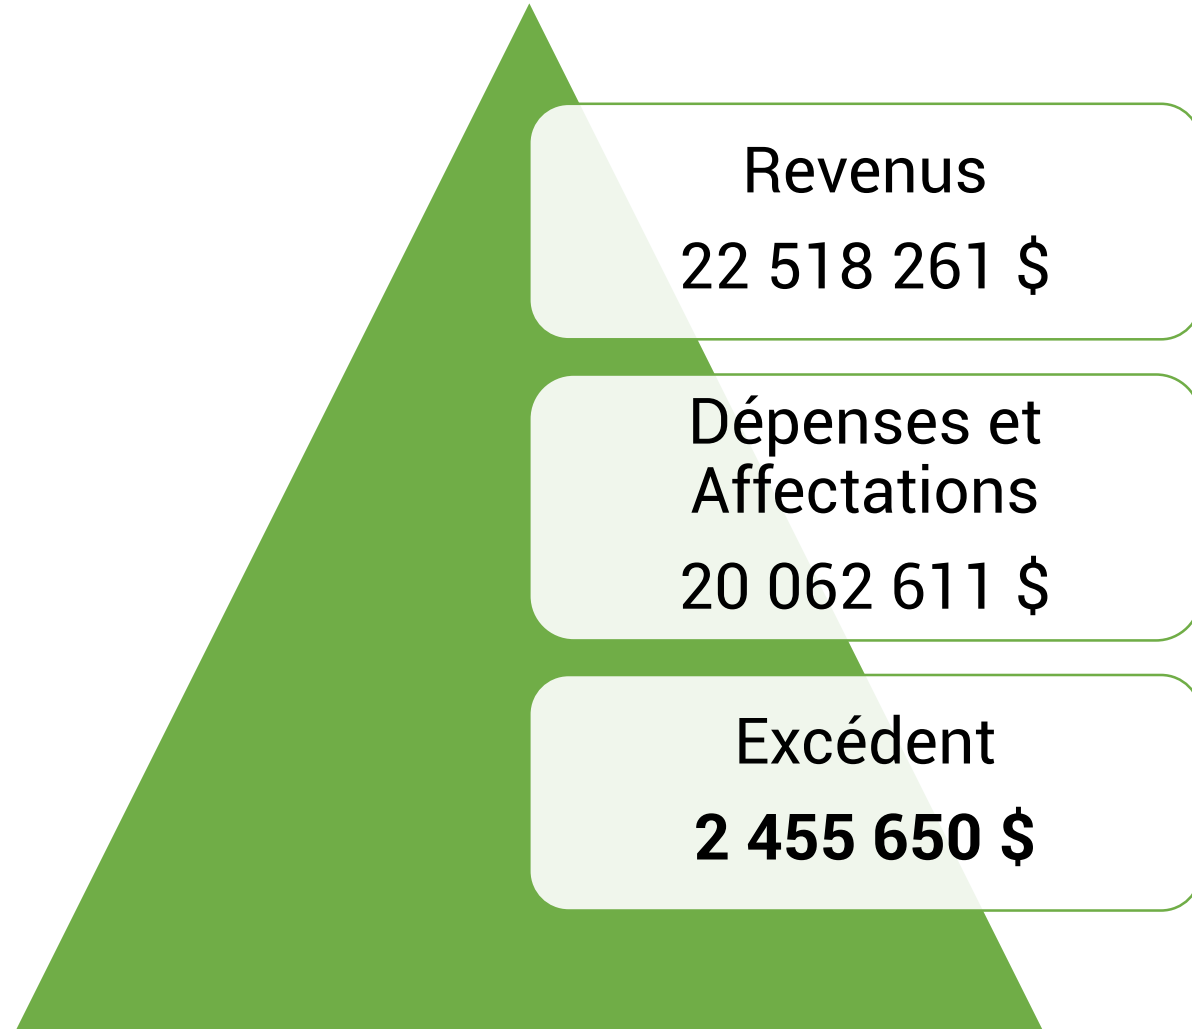 Revenus
22 518 261 $
Dépenses et
Affectations
20 062 611 $
Excédent
2 455 650 $